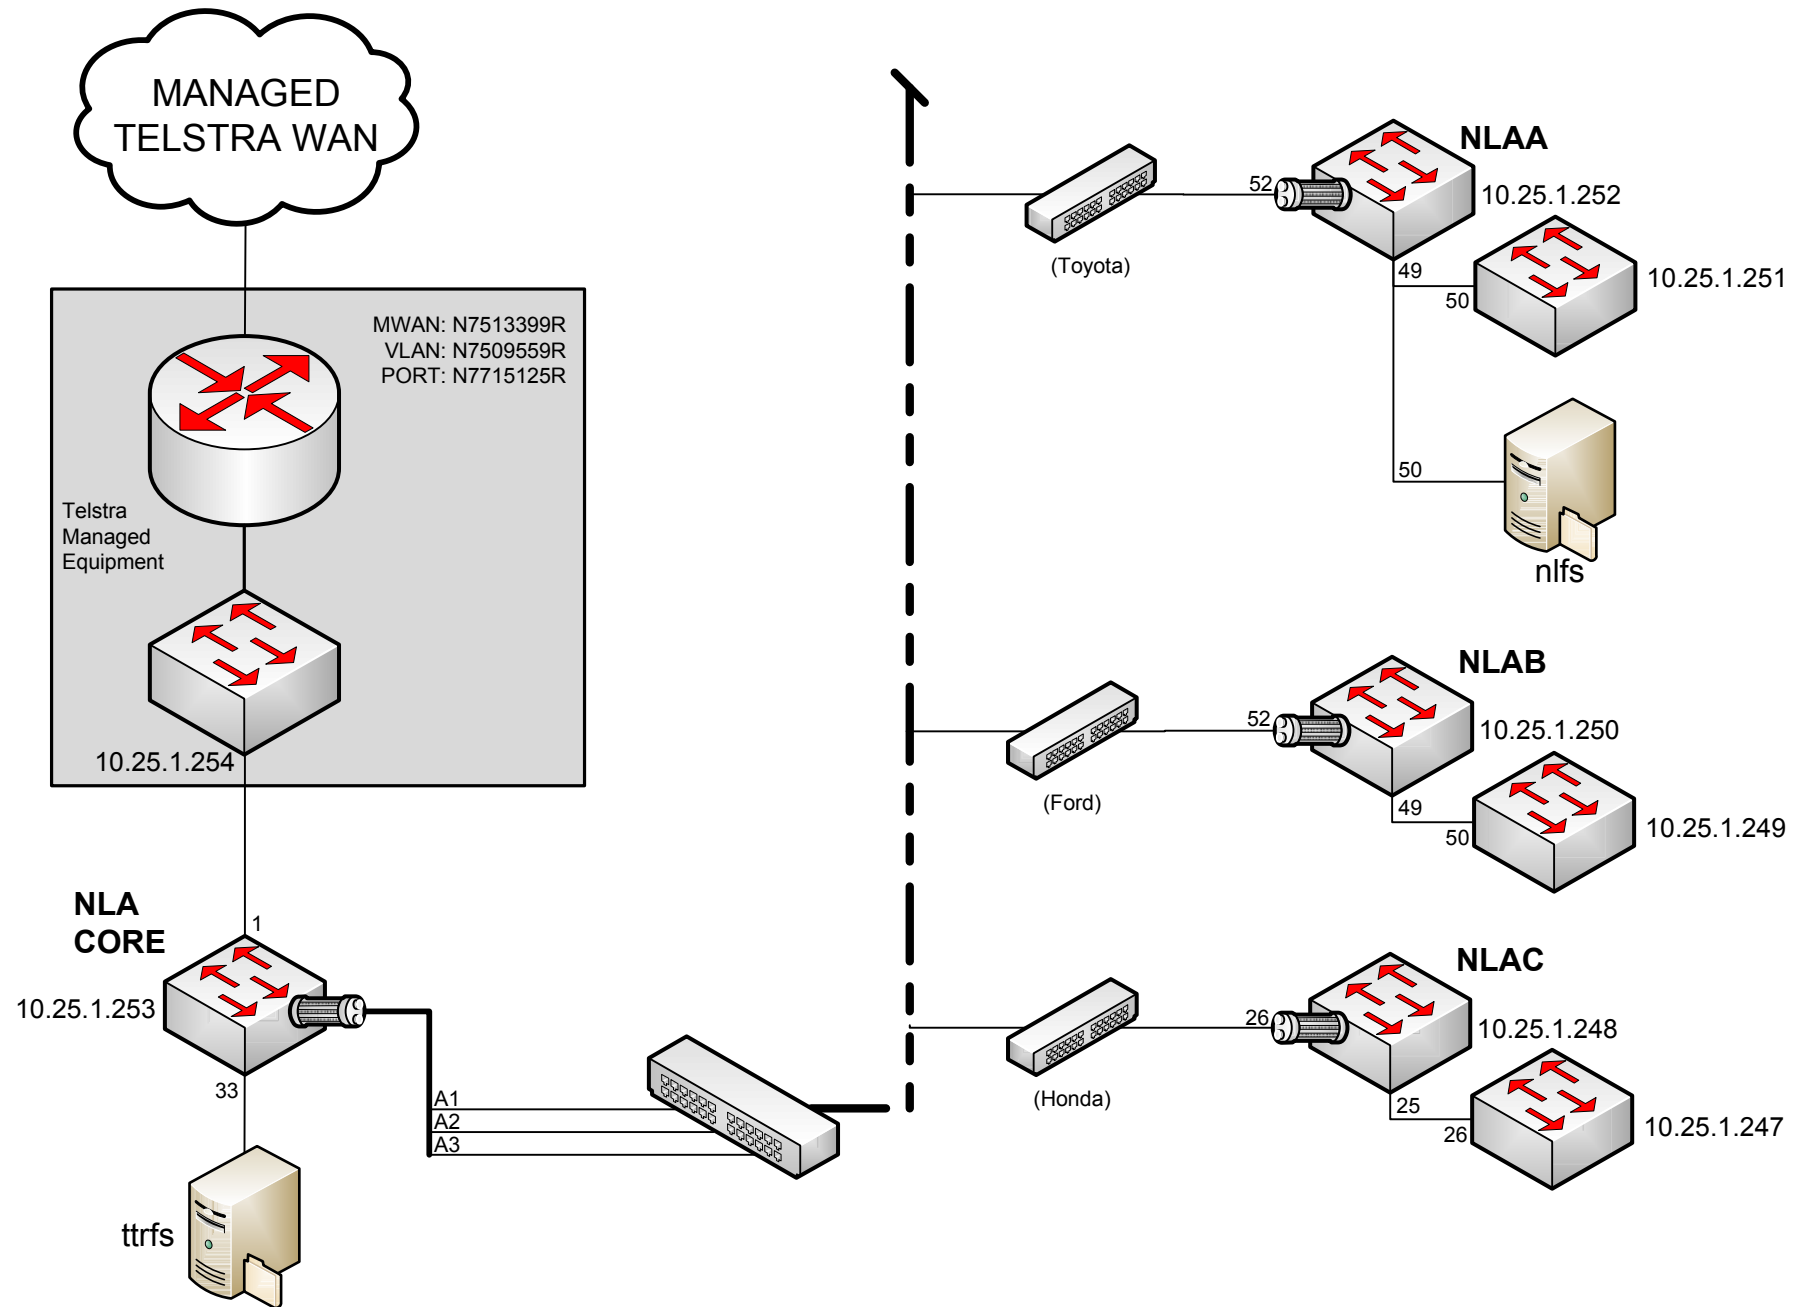 MANAGED
TELSTRA WAN
MWAN: N7513399R
VLAN: N7509559R
PORT: N7715125R
Telstra
Managed
Equipment
10.25.1.254
NLA
CORE
1
10.25.1.253
33
A1
A2
A3
ttrfs
NLAA
52
10.25.1.252
(Toyota)
49
50
10.25.1.251
50
nlfs
NLAB
52
10.25.1.250
(Ford)
49
50
10.25.1.249
NLAC
26
10.25.1.248
(Honda)
25
26
10.25.1.247